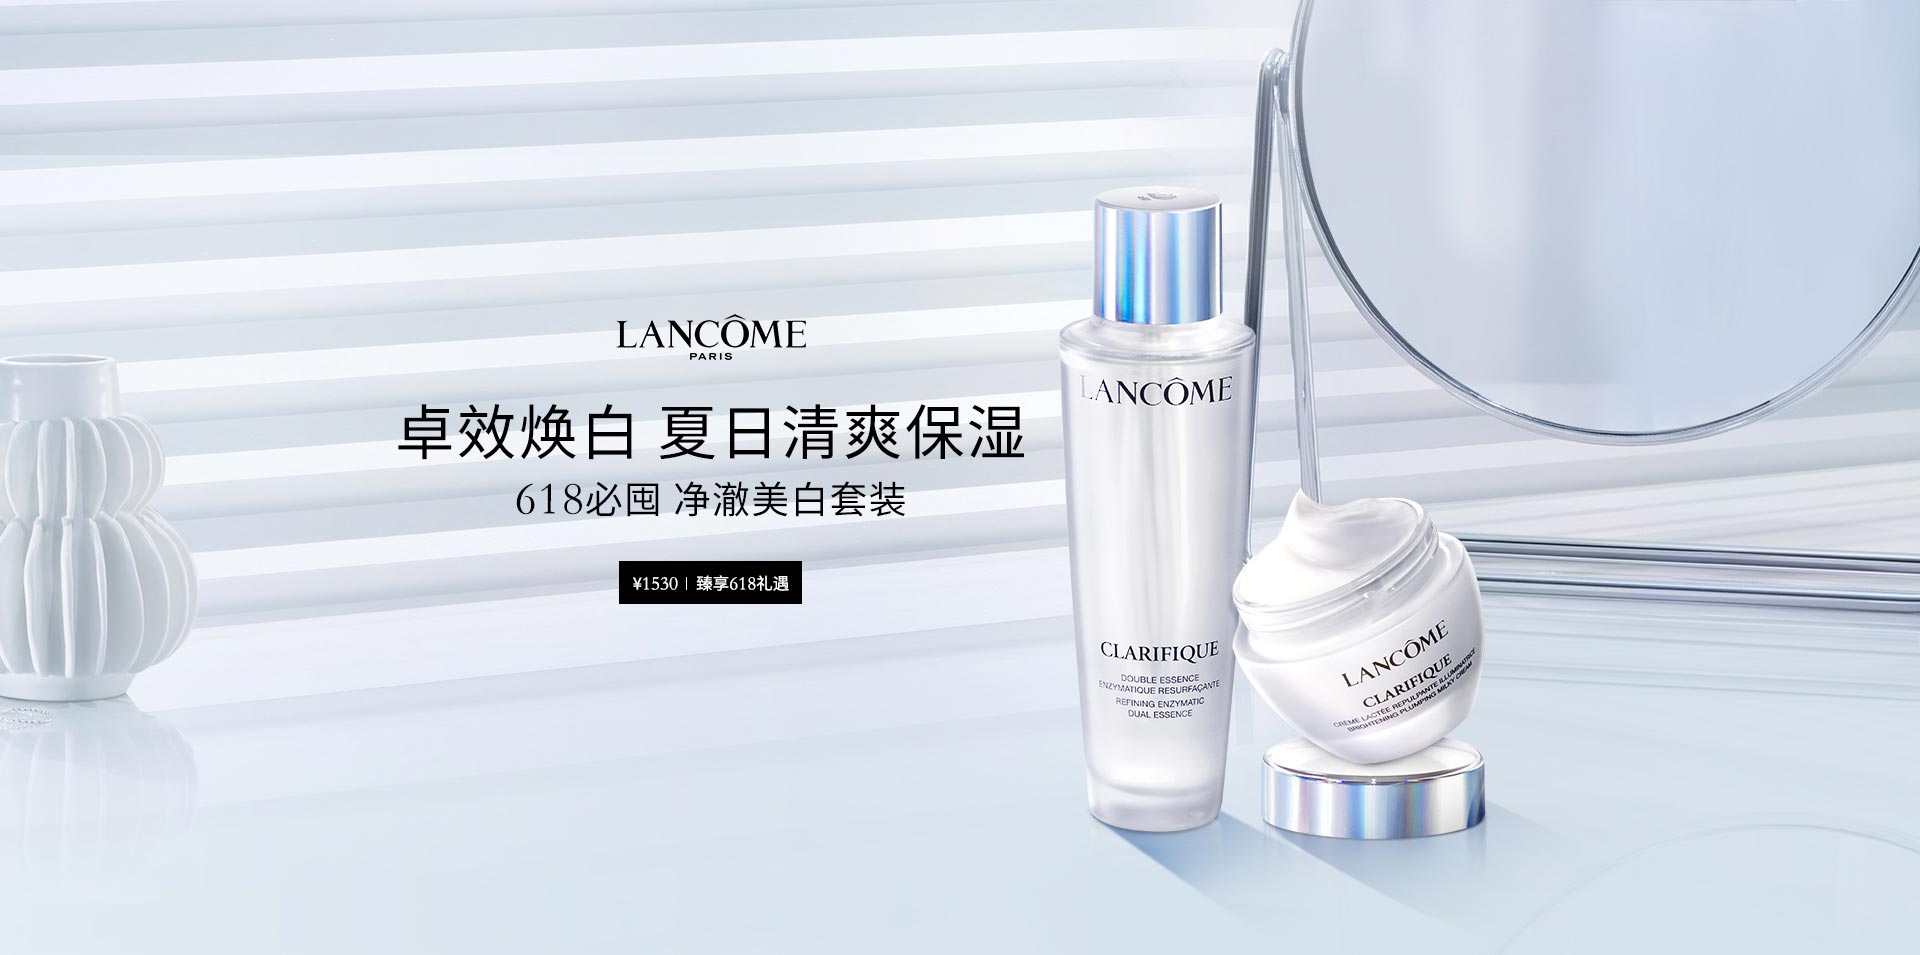 LANCÔME
PARIS
卓效焕白 夏日清爽保湿
618必囤 净澈美白套装
¥1530 | 臻享618礼遇
LANCÔME
CLARIFIQUE
DOUBLE ESSENCE
ENZYMATIQUE RESURFAÇANTE
REFINING ENZYMATIC
DUAL ESSENCE
LANCÔME
CLARIFIQUE
CRÈME LACTÉE REPULPANTE ILLUMINATRICE
BRIGHTENING PLUMPING MILKY CREAM